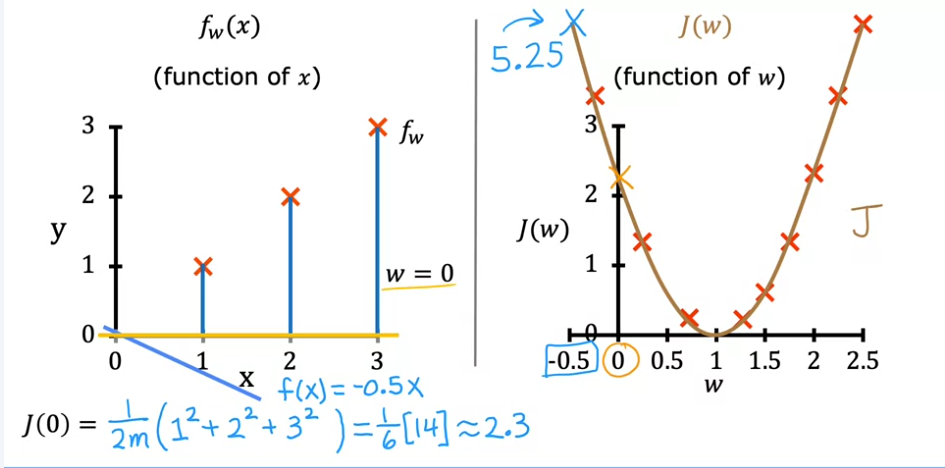 f_w(x)
(function of x)
3
2
y
1
0
0
1
2
3
x
f_w
w = 0
f(x) = -0.5x
5.25
J(w)
(function of w)
3
2
J(w)
1
0
-0.5
0
0.5
1
1.5
2
2.5
w
J
J(0) = 1/2m (1² + 2² + 3²) = 1/6 [14] ≈ 2.3